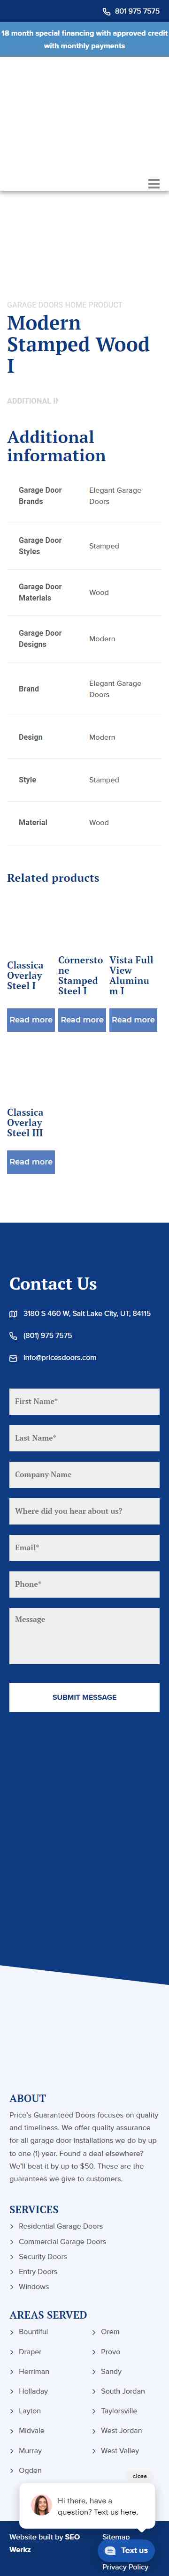 801 975 7575
18 month special financing with approved credit
with monthly payments
GARAGE DOORS HOME PRODUCT
Modern
Stamped Wood
I
ADDITIONAL
Additional
information
Garage Door
Brands
Elegant Garage
Doors
Garage Door
Styles
Stamped
Garage Door
Materials
Wood
Garage Door
Designs
Modern
Brand
Elegant Garage
Doors
Design
Modern
Style
Stamped
Material
Wood
Related products
Classica
Overlay
Steel I
Cornersto
ne
Stamped
Steel I
Vista Full
View
Aluminu
m I
Read more
Read more
Read more
Classica
Overlay
Steel III
Read more
Contact Us
3180 S 460 W, Salt Lake City, UT, 84115
(801) 975 7575
info@pricesdoors.com
First Name*
Last Name*
Company Name
Where did you hear about us?
Email*
Phone*
Message
SUBMIT MESSAGE
ABOUT
Price's Guaranteed Doors focuses on quality
and timeliness. We offer quality assurance
for all garage door installations we do by up
to one (1) year. Found a deal elsewhere?
We'll beat it by up to $50. These are the
guarantees we give to customers.
SERVICES
Residential Garage Doors
Commercial Garage Doors
Security Doors
Entry Doors
Windows
AREAS SERVED
Bountiful
Draper
Herriman
Holladay
Layton
Midvale
Murray
Ogden
Orem
Provo
Sandy
South Jordan
Taylorsville
West Jordan
West Valley
close
Hi there, have a
question? Text us here.
Website built by SEO
Werkz
Sitemap
Text us
Privacy Policy